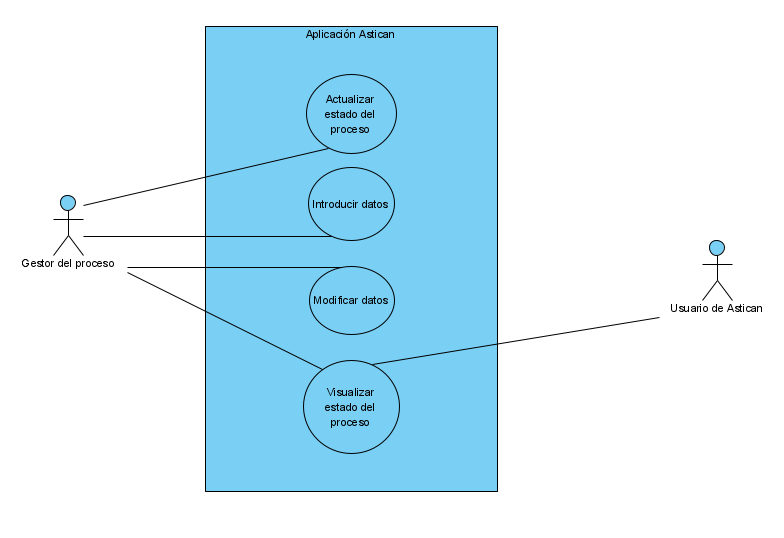 Aplicación Astican
Actualizar
estado del
proceso
Introducir datos
Gestor del proceso
Modificar datos
Usuario de Astican
Visualizar
estado del
proceso